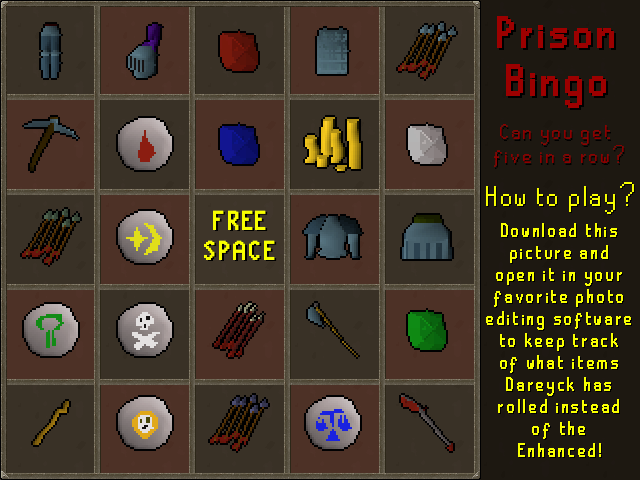 Prison
Bingo
Can you get
five in a row?
How to play?
Download this
picture and
open it in your
favorite photo
editing software
to keep track
of what items
Dareyck has
rolled instead
of the
Enhanced!
FREE
SPACE